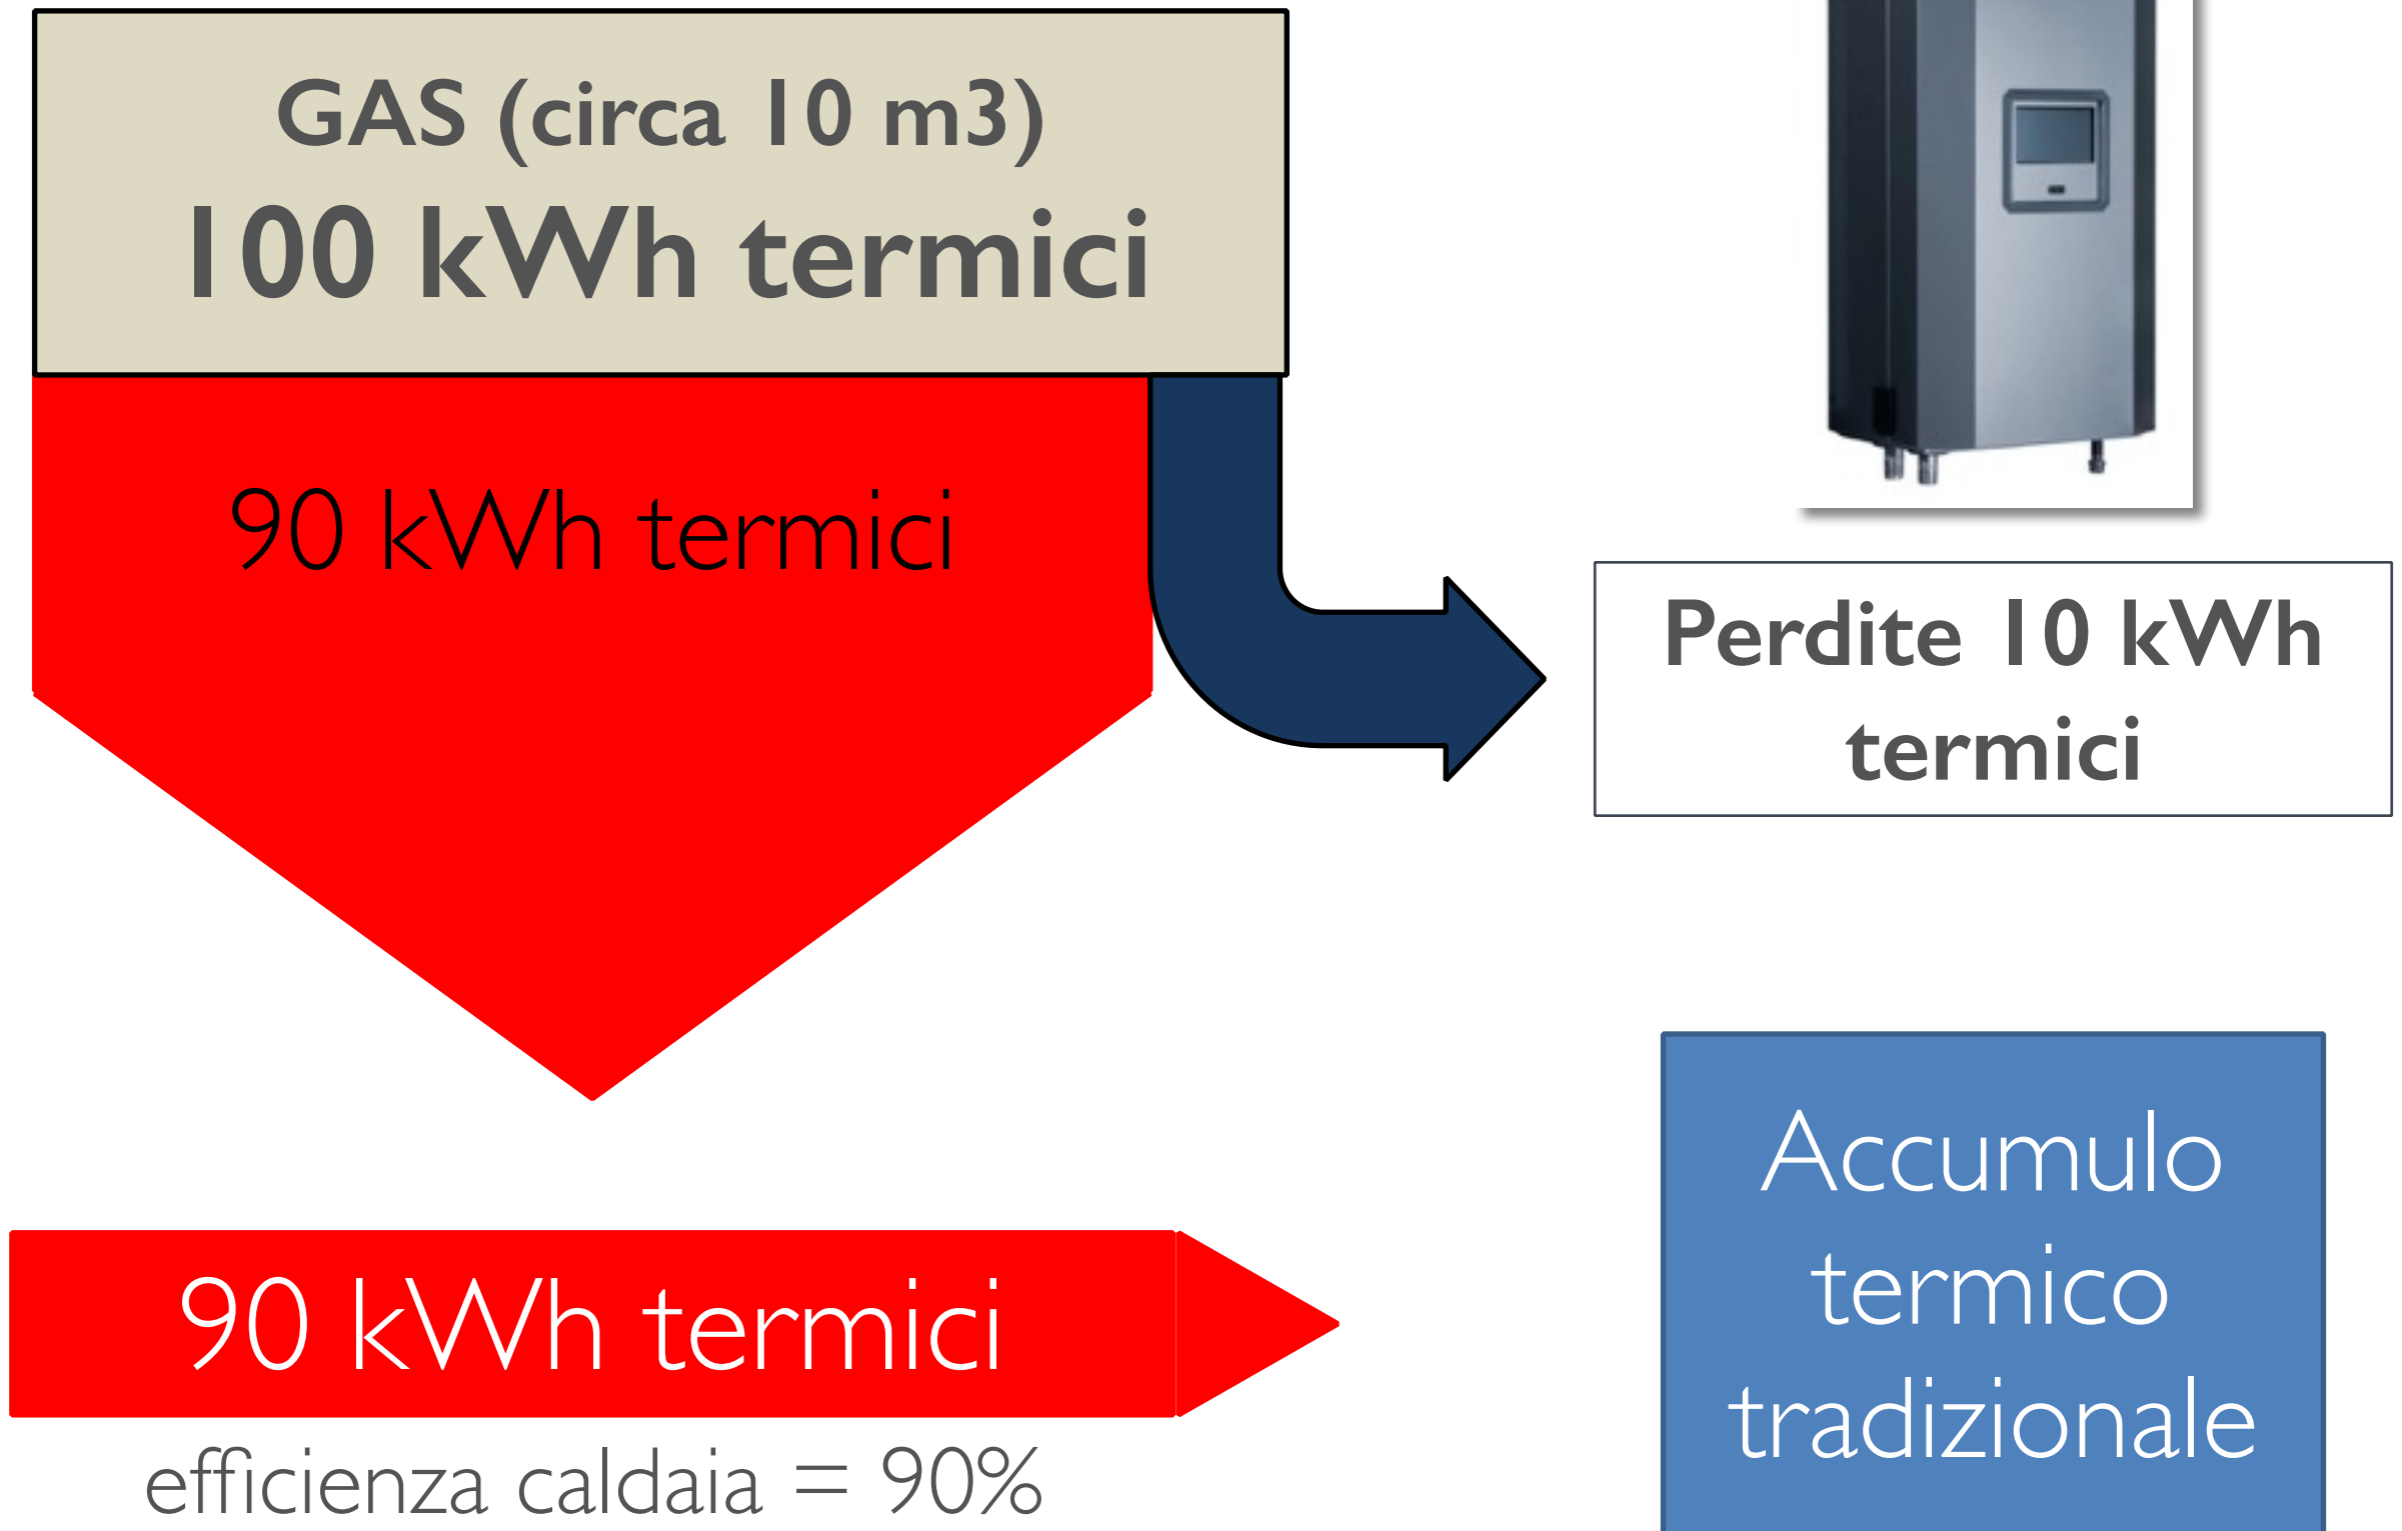 GAS (circa 10 m3)
100 kWh termici
90 kWh termici
Perdite 10 kWh
termici
90 kWh termici
efficienza caldaia = 90%
Accumulo
termico
tradizionale